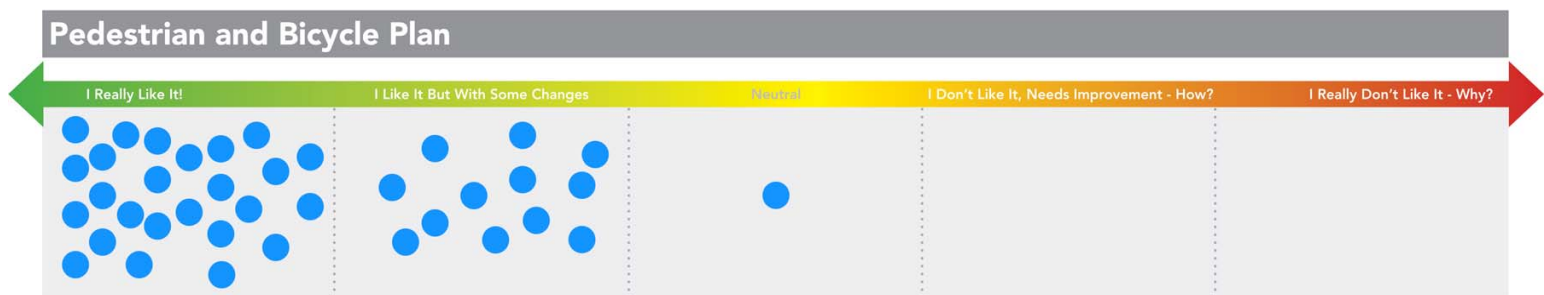 Pedestrian and Bicycle Plan
I Really Like It!
I Like It But With Some Changes
Neutral
I Don't Like It, Needs Improvement - How?
I Really Don't Like It - Why?